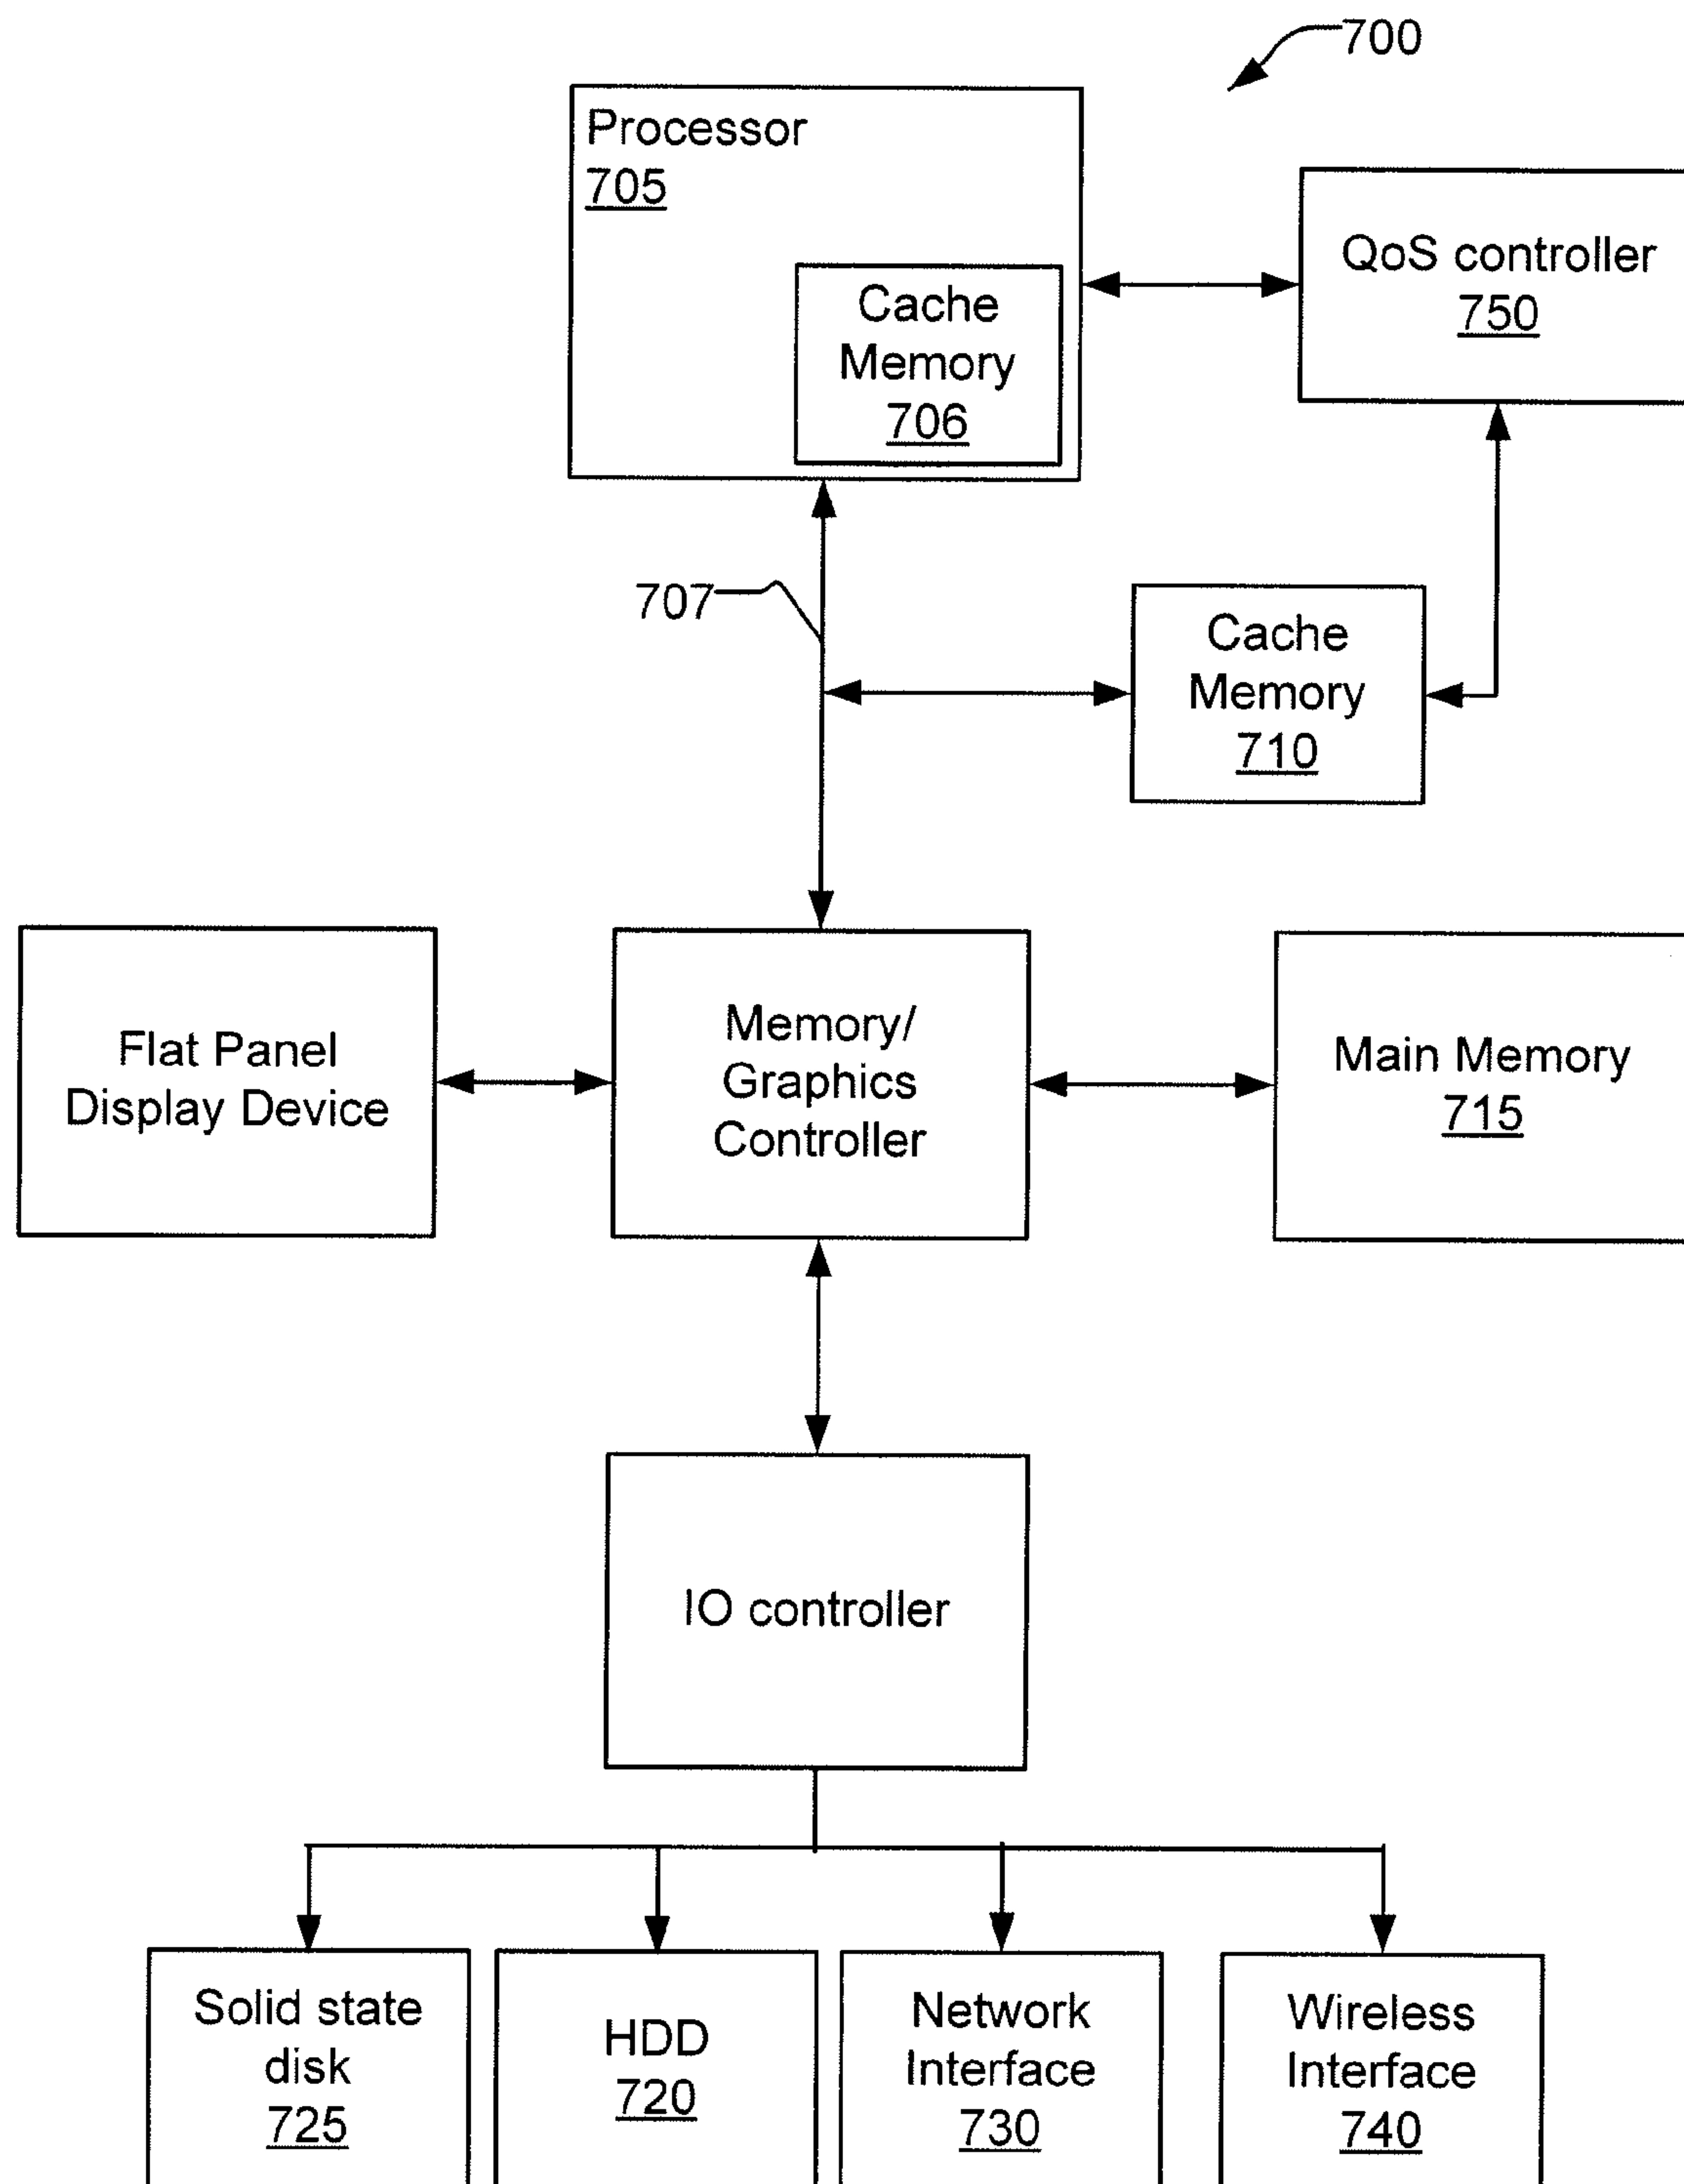 700
Processor
705
Cache
Memory
706
QoS controller
750
707
Cache
Memory
710
Flat Panel
Display Device
Memory/
Graphics
Controller
Main Memory
715
IO controller
Solid state
disk
725
HDD
720
Network
Interface
730
Wireless
Interface
740